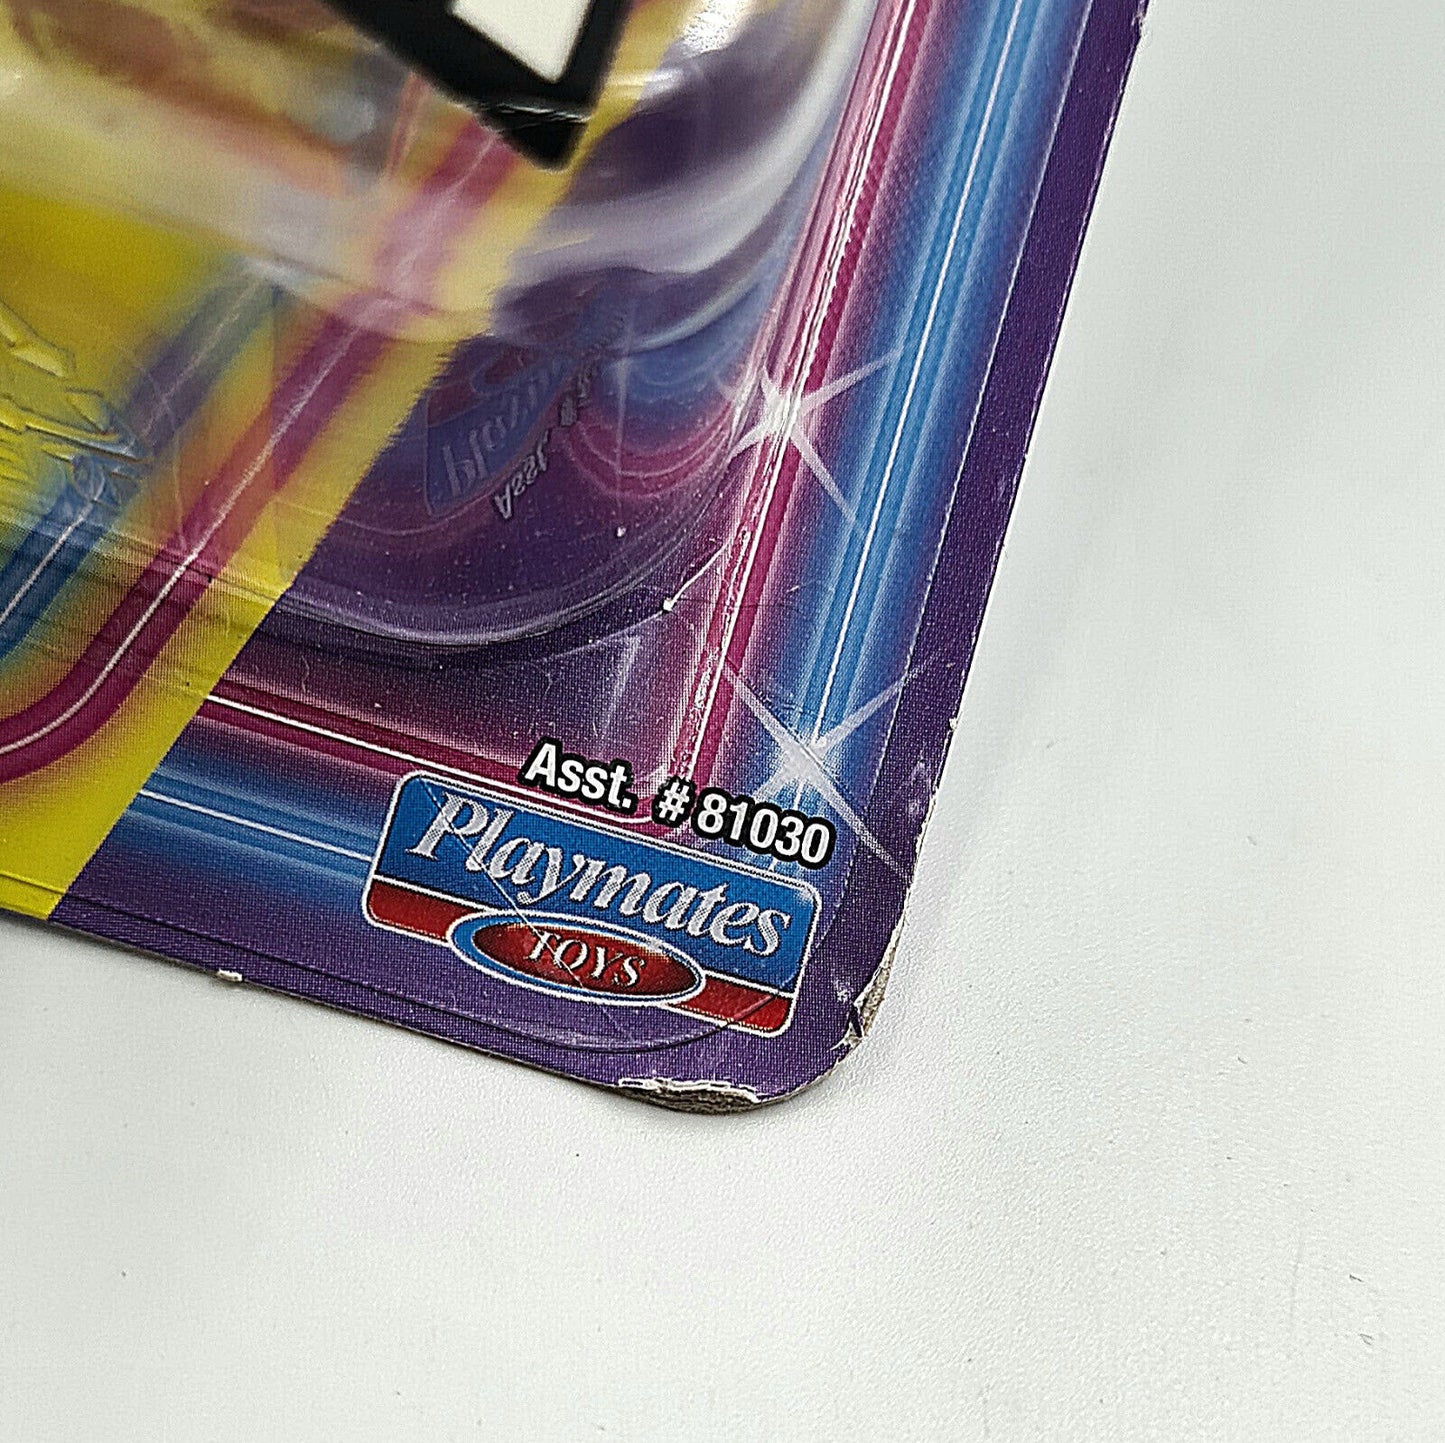 Asst. # 81030
Playmates
TOYS